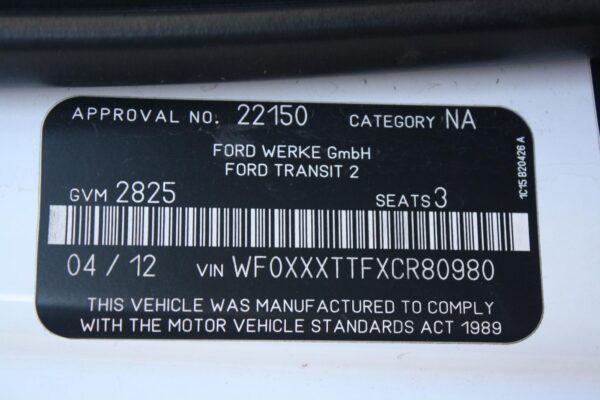 APPROVAL NO. 22150 CATEGORY NA
FORD WERKE GmbH
FORD TRANSIT 2
GVM 2825 SEATS 3
04 / 12 VIN WF0XXXTTFXCR80980
THIS VEHICLE WAS MANUFACTURED TO COMPLY
WITH THE MOTOR VEHICLE STANDARDS ACT 1989
1C15 B20426 A